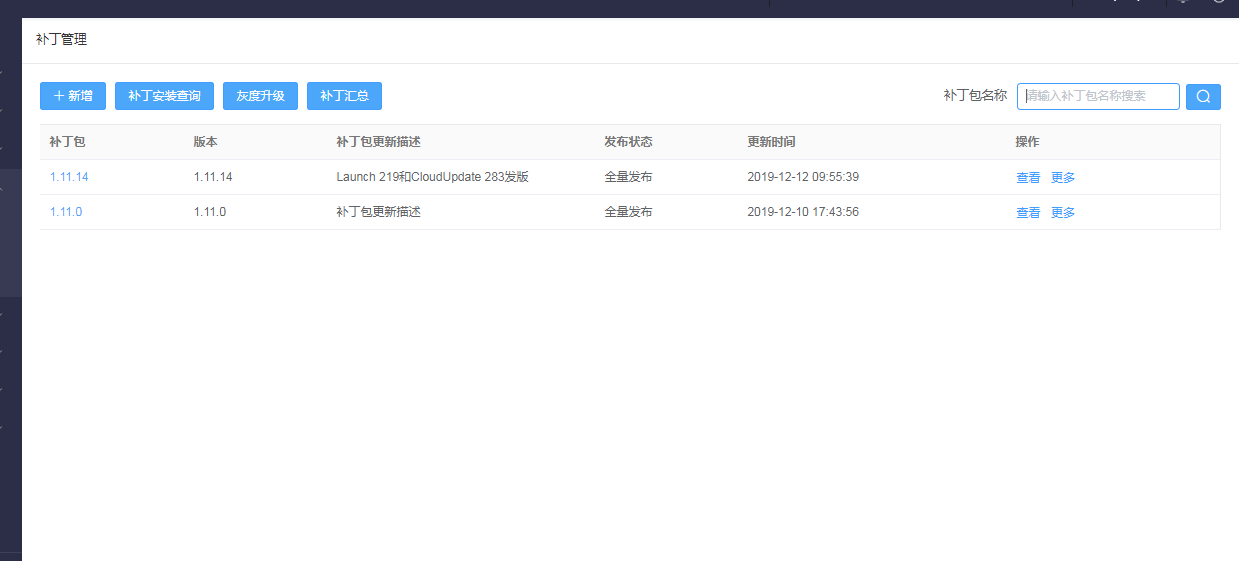 补丁管理
新增 补丁安装查询 灰度升级 补丁汇总 补丁包名称 请输入补丁包名称搜索
补丁包 版本 补丁包更新描述 发布状态 更新时间 操作
1.11.14 1.11.14 Launch 219和CloudUpdate 283发版 全量发布 2019-12-12 09:55:39 查看 更多
1.11.0 1.11.0 补丁包更新描述 全量发布 2019-12-10 17:43:56 查看 更多